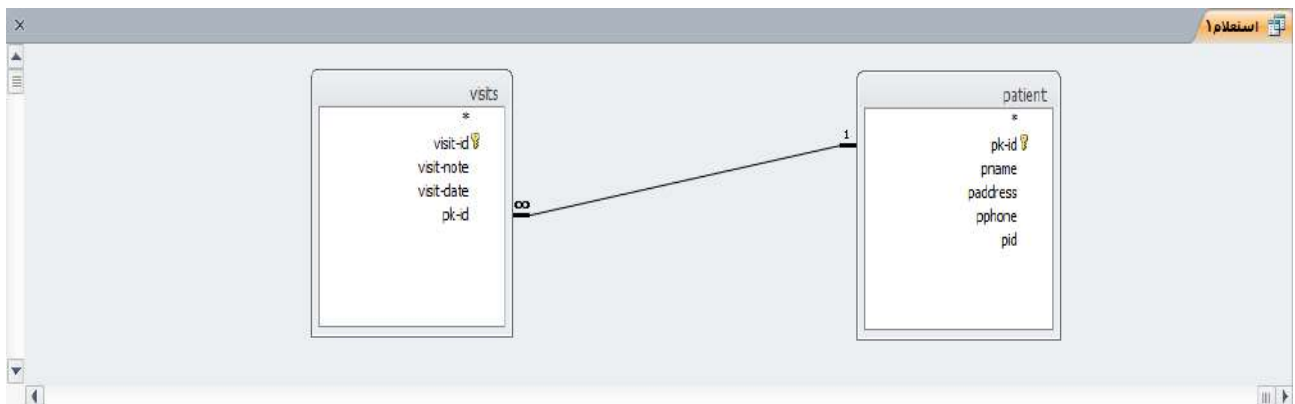 استعلام١
visits
*
visit-id
visit-note
visit-date
pk-id
∞
1
patient
*
pk-id
pname
paddress
pphone
pid